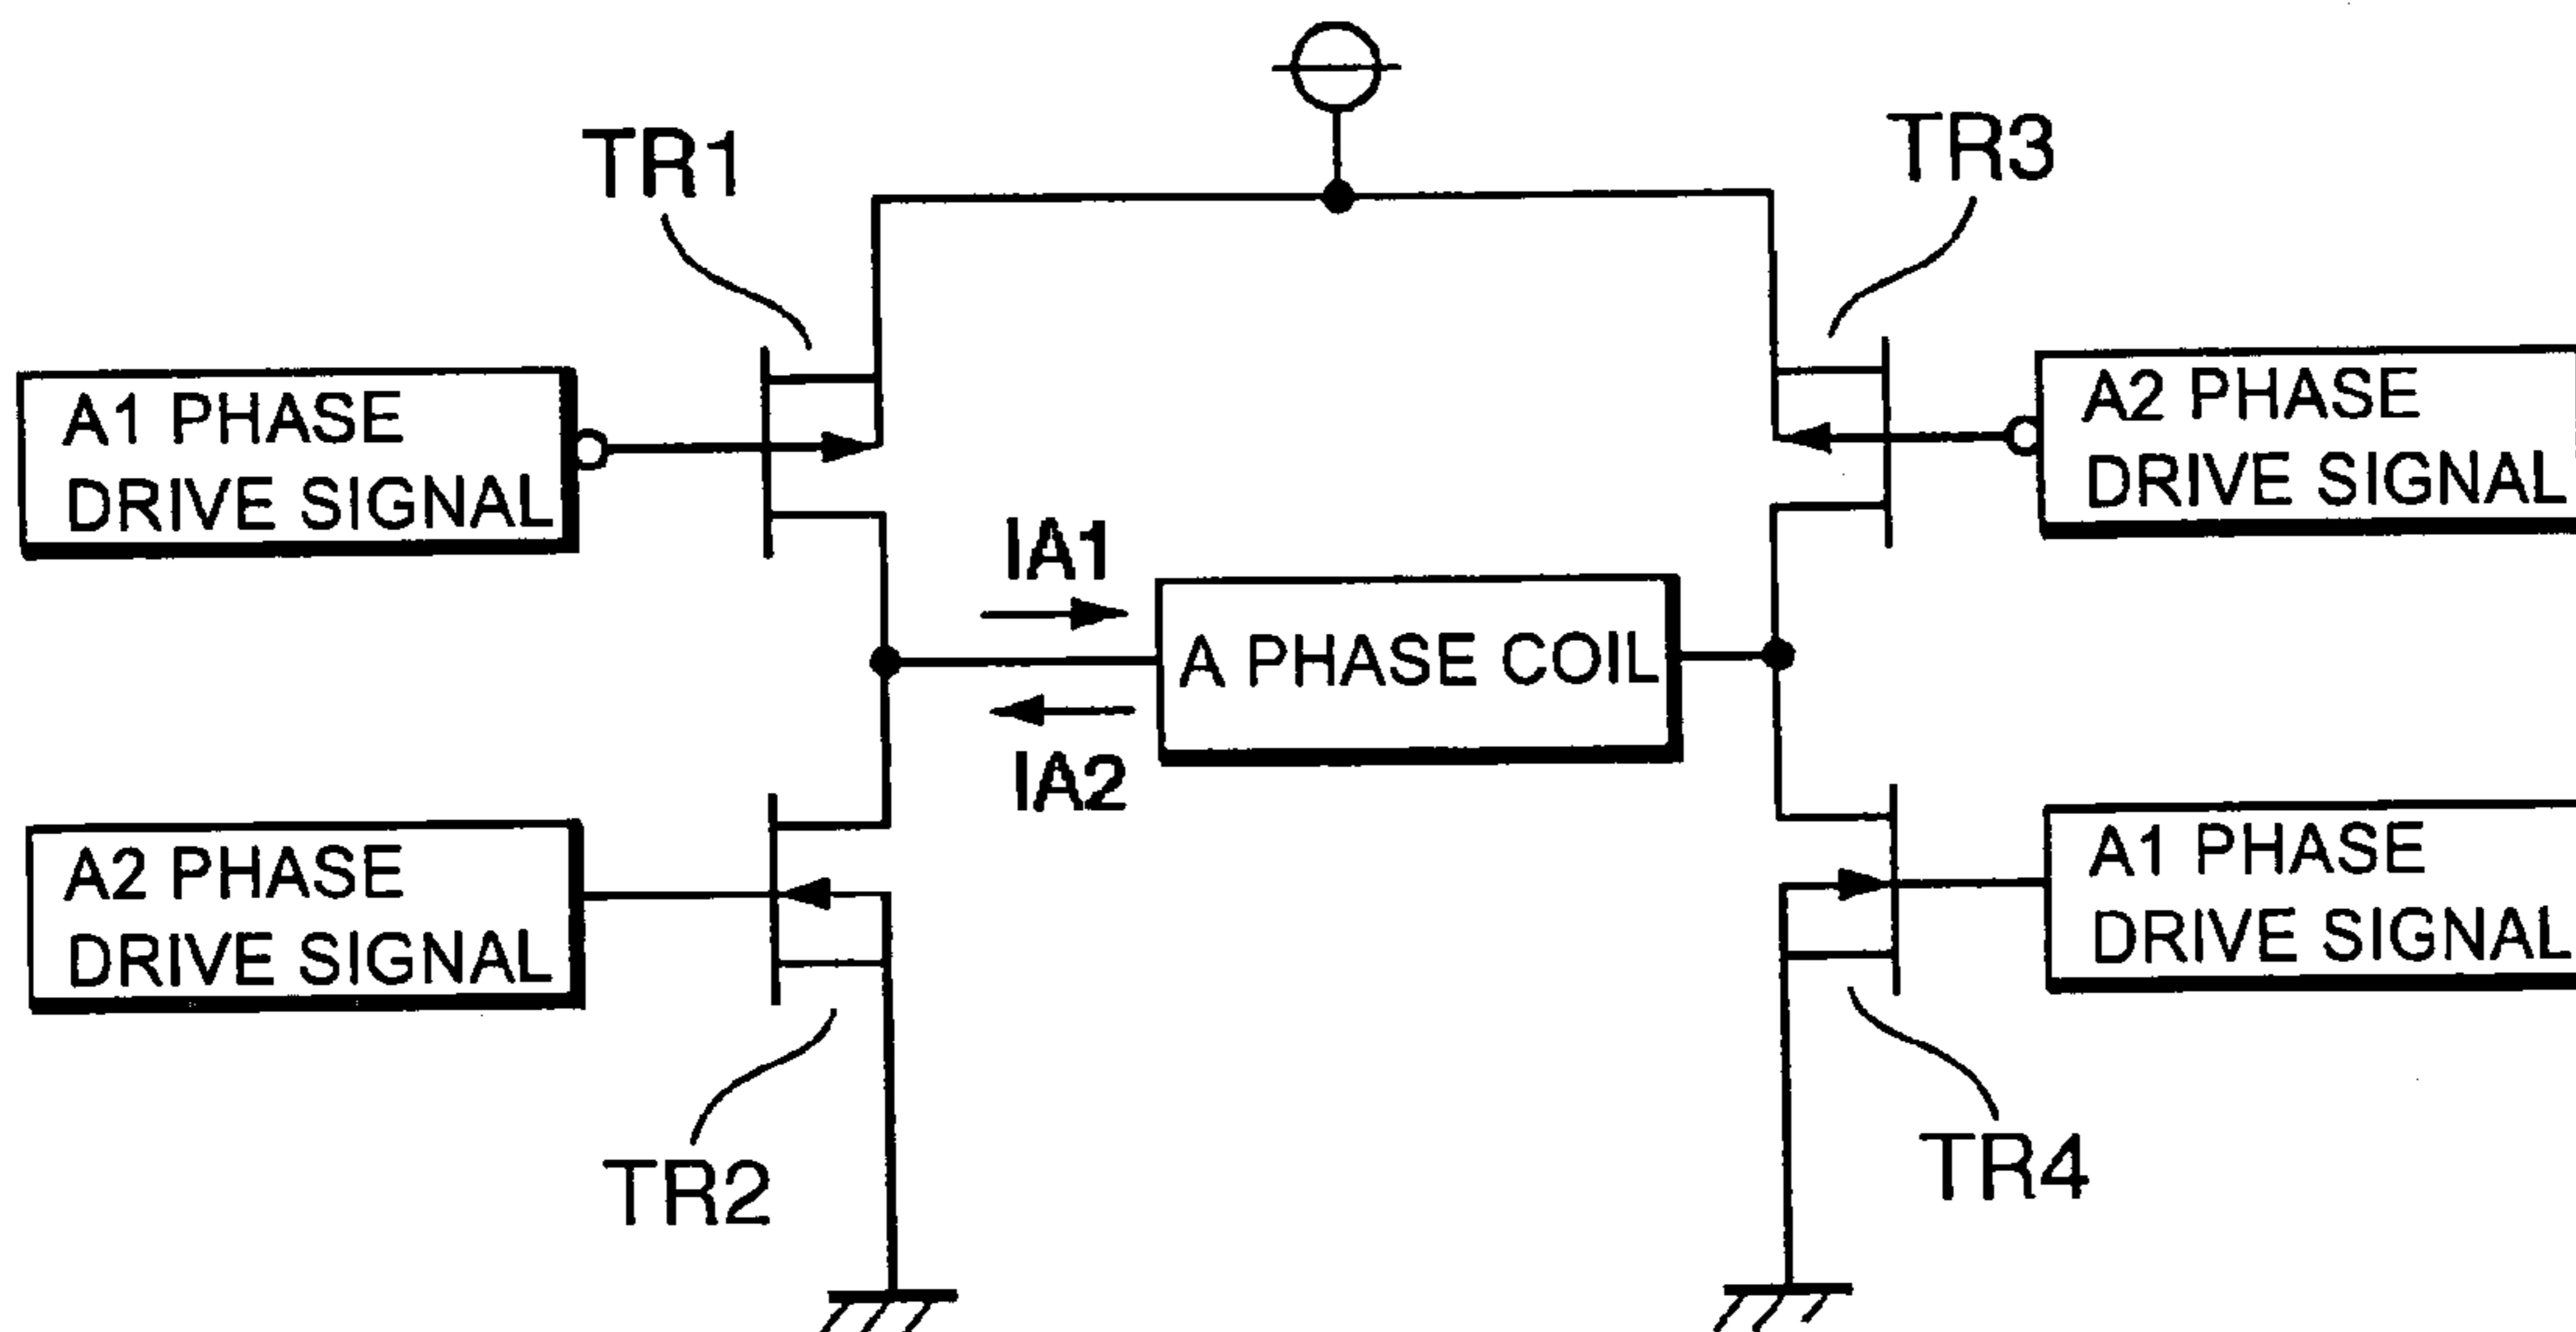 TR1
TR3
A1 PHASE
DRIVE SIGNAL
A2 PHASE
DRIVE SIGNAL
IA1
A PHASE COIL
IA2
A2 PHASE
DRIVE SIGNAL
A1 PHASE
DRIVE SIGNAL
TR2
TR4